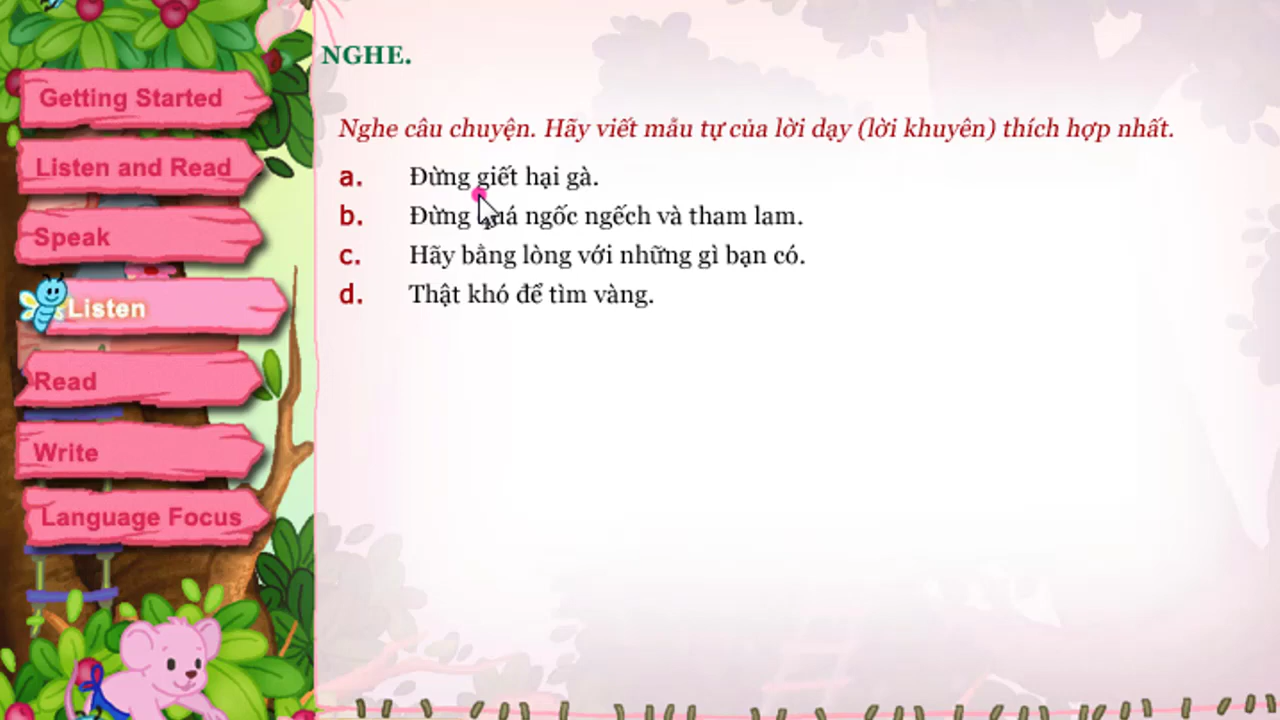 NGHE.
Nghe câu chuyện. Hãy viết mẫu tự của lời dạy (lời khuyên) thích hợp nhất.
a. Đừng giết hại gà.
b. Đừng quá ngốc ngếch và tham lam.
c. Hãy bằng lòng với những gì bạn có.
d. Thật khó để tìm vàng.
Getting Started
Listen and Read
Speak
Listen
Read
Write
Language Focus